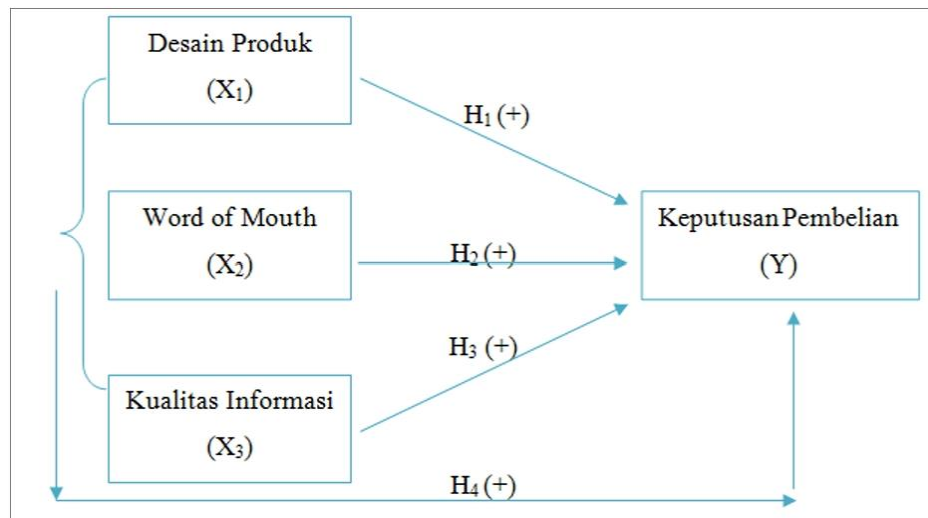 Desain Produk
(X₁)
H₁ (+)
Word of Mouth
(X₂)
H₂ (+)
Keputusan Pembelian
(Y)
H₃ (+)
Kualitas Informasi
(X₃)
H₄ (+)